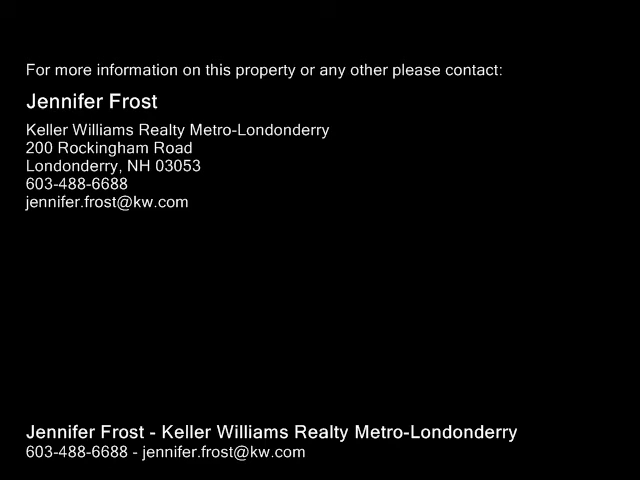 For more information on this property or any other please contact:
Jennifer Frost
Keller Williams Realty Metro-Londonderry
200 Rockingham Road
Londonderry, NH 03053
603-488-6688
jennifer.frost@kw.com
Jennifer Frost - Keller Williams Realty Metro-Londonderry
603-488-6688 - jennifer.frost@kw.com